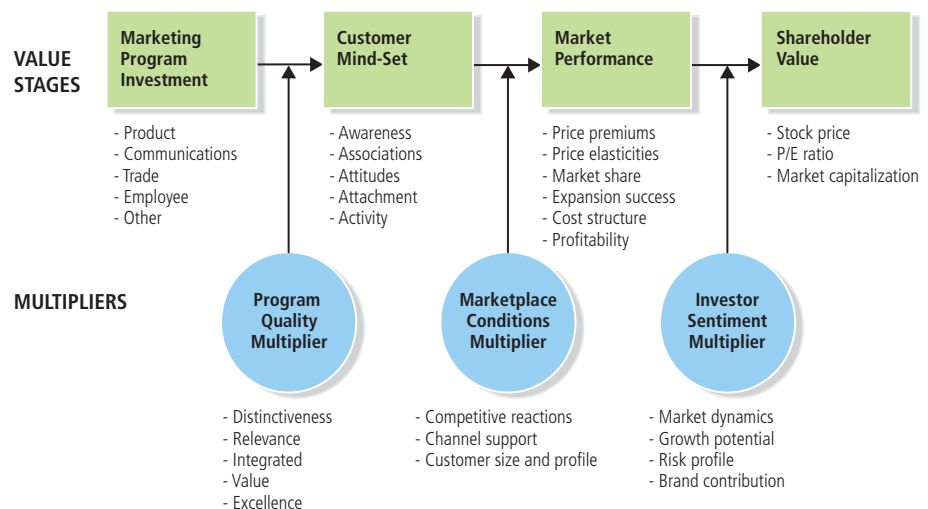 VALUE
STAGES
Marketing
Program
Investment
- Product
- Communications
- Trade
- Employee
- Other
Customer
Mind-Set
- Awareness
- Associations
- Attitudes
- Attachment
- Activity
Market
Performance
- Price premiums
- Price elasticities
- Market share
- Expansion success
- Cost structure
- Profitability
Shareholder
Value
- Stock price
- P/E ratio
- Market capitalization
MULTIPLIERS
Program
Quality
Multiplier
- Distinctiveness
- Relevance
- Integrated
- Value
- Excellence
Marketplace
Conditions
Multiplier
- Competitive reactions
- Channel support
- Customer size and profile
Investor
Sentiment
Multiplier
- Market dynamics
- Growth potential
- Risk profile
- Brand contribution